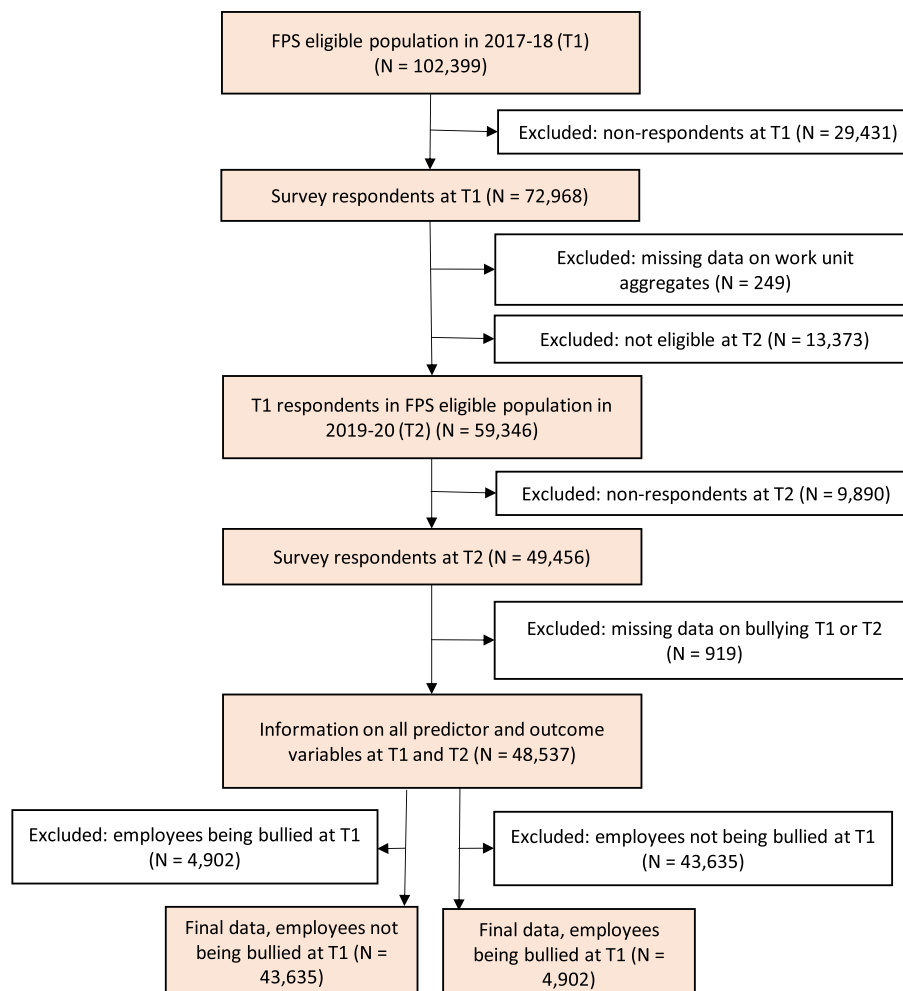 FPS eligible population in 2017-18 (T1)
(N = 102,399)
Excluded: non-respondents at T1 (N = 29,431)
Survey respondents at T1 (N = 72,968)
Excluded: missing data on work unit
aggregates (N = 249)
Excluded: not eligible at T2 (N = 13,373)
T1 respondents in FPS eligible population in
2019-20 (T2) (N = 59,346)
Excluded: non-respondents at T2 (N = 9,890)
Survey respondents at T2 (N = 49,456)
Excluded: missing data on bullying T1 or T2
(N = 919)
Information on all predictor and outcome
variables at T1 and T2 (N = 48,537)
Excluded: employees being bullied at T1
(N = 4,902)
Excluded: employees not being bullied at T1
(N = 43,635)
Final data, employees not
being bullied at T1 (N =
43,635)
Final data, employees
being bullied at T1 (N =
4,902)